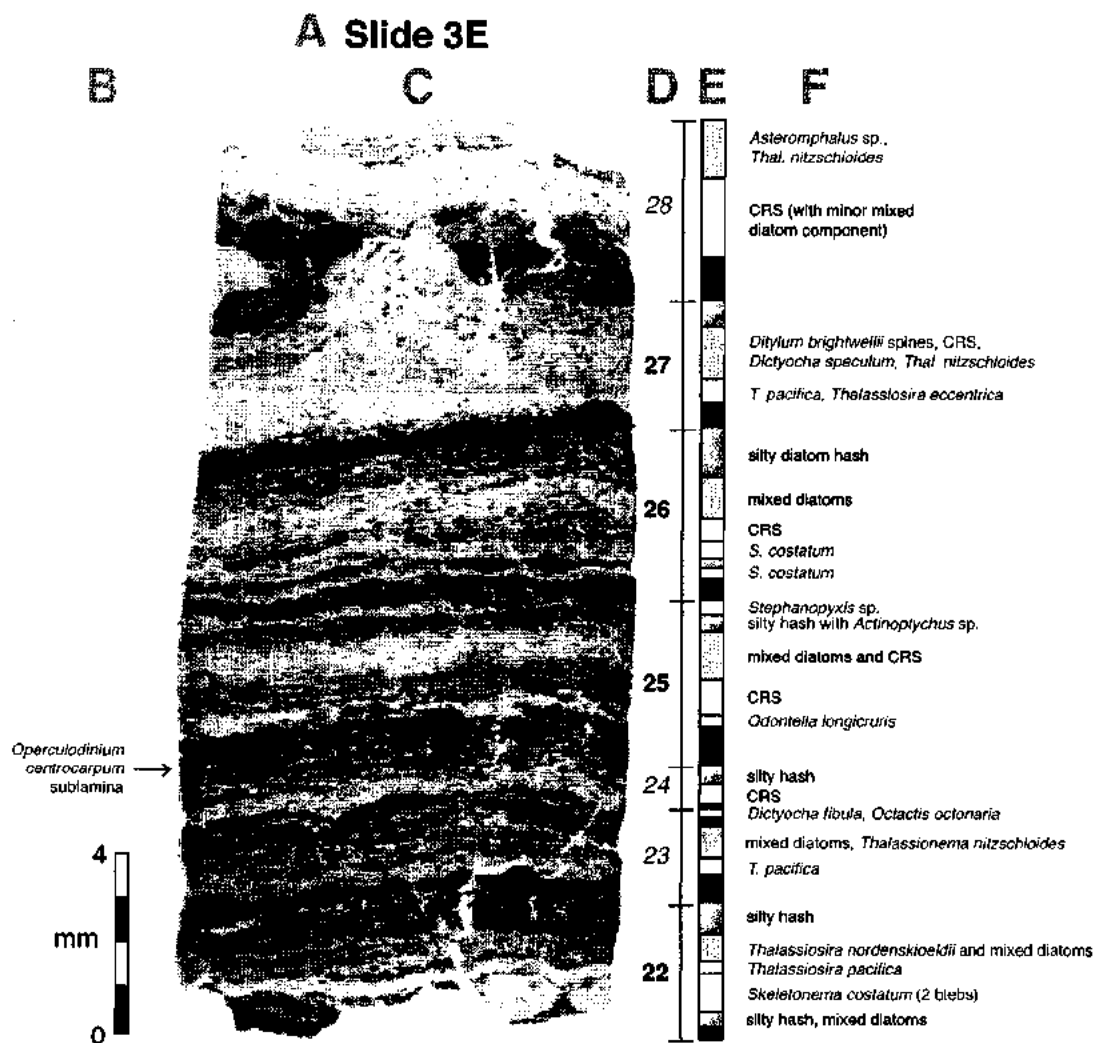 A Slide 3E
B C D E F
Asteromphalus sp.,
Thal. nitzschioides
28
CRS (with minor mixed
diatom component)
27
Ditylum brightwellii spines, CRS,
Dictyocha speculum, Thal. nitzschioides
T. pacifica, Thalassiosira eccentrica
silty diatom hash
26
mixed diatoms
CRS
S. costatum
S. costatum
Stephanopyxis sp.
silty hash with Actinoptychus sp.
mixed diatoms and CRS
25
CRS
Odontella longicruris
Operculodinium
centrocarpum
sublamina
24
silty hash
CRS
Dictyocha fibula, Octactis octonaria
23
mixed diatoms, Thalassionema nitzschioides
T. pacifica
silty hash
22
Thalassiosira nordenskioeldii and mixed diatoms
Thalassiosira pacifica
Skeletonema costatum (2 blebs)
silty hash, mixed diatoms
4
mm
0